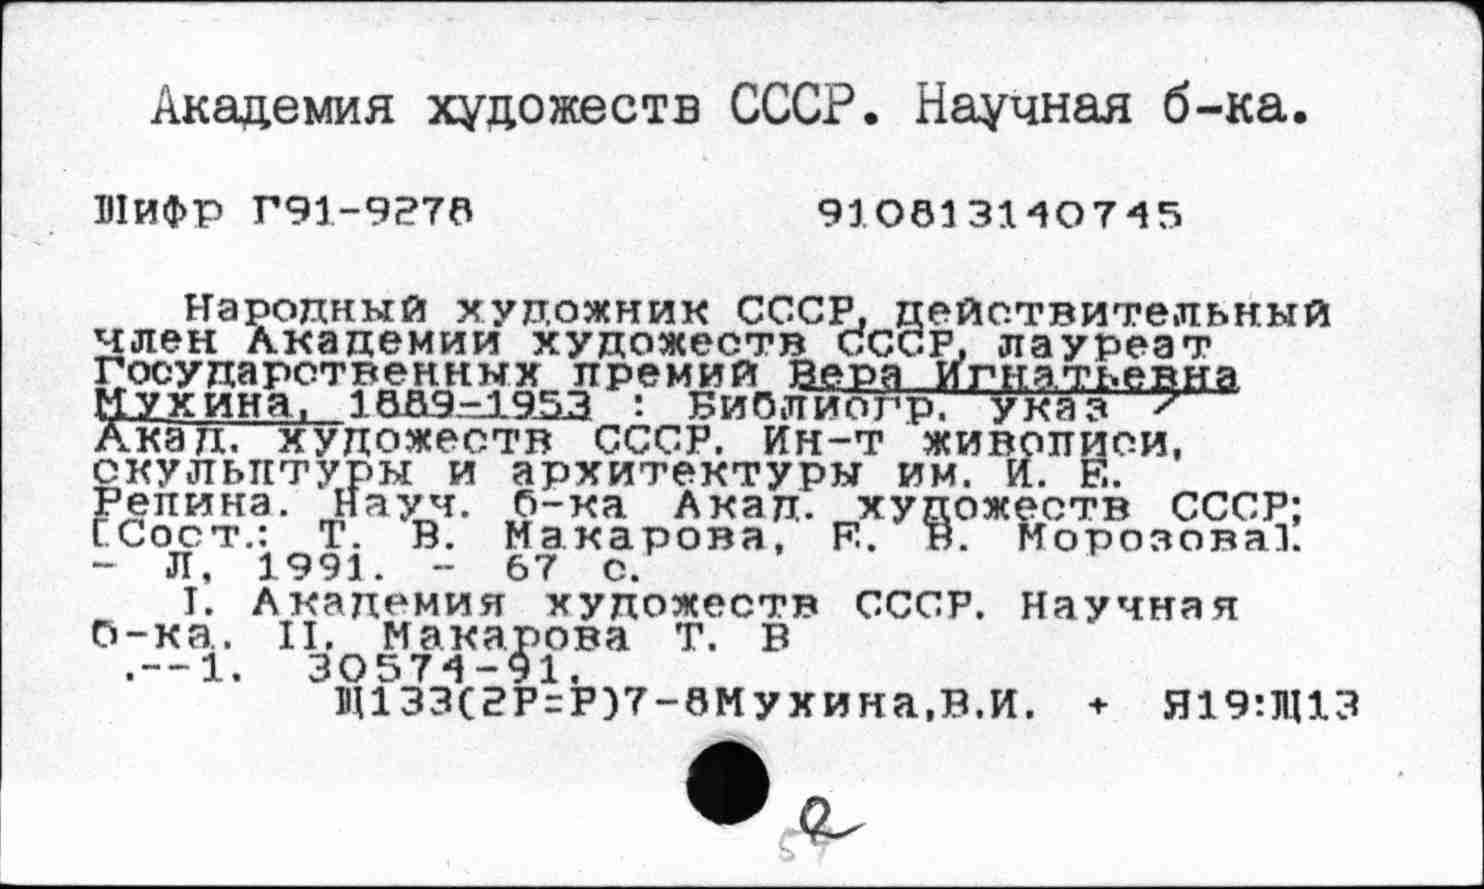 Академия художеств СССР. Научная б-ка.
Шифр Г91-9278 910813140745
Народный художник СССР, действительный
член Академии художеств СССР, лауреат
Государственных премий Вера Игнатьевна
Мухина, 1889-1953 : Библиогр. указ /
Акад. художеств СССР. Ин-т живописи,
скульптуры и архитектуры им. И. Е.
Репина. Науч. б-ка Акад. художеств СССР;
[Сост.: Т. В. Макарова, Е. В. Морозова].
- Л, 1991. - 67 с.
I. Академия художеств СССР. Научная
б-ка. II. Макарова Т. В
.--1. 30574-91.
Щ133(2Р=Р)7-8Мухина,В.И. + Я19:Щ13